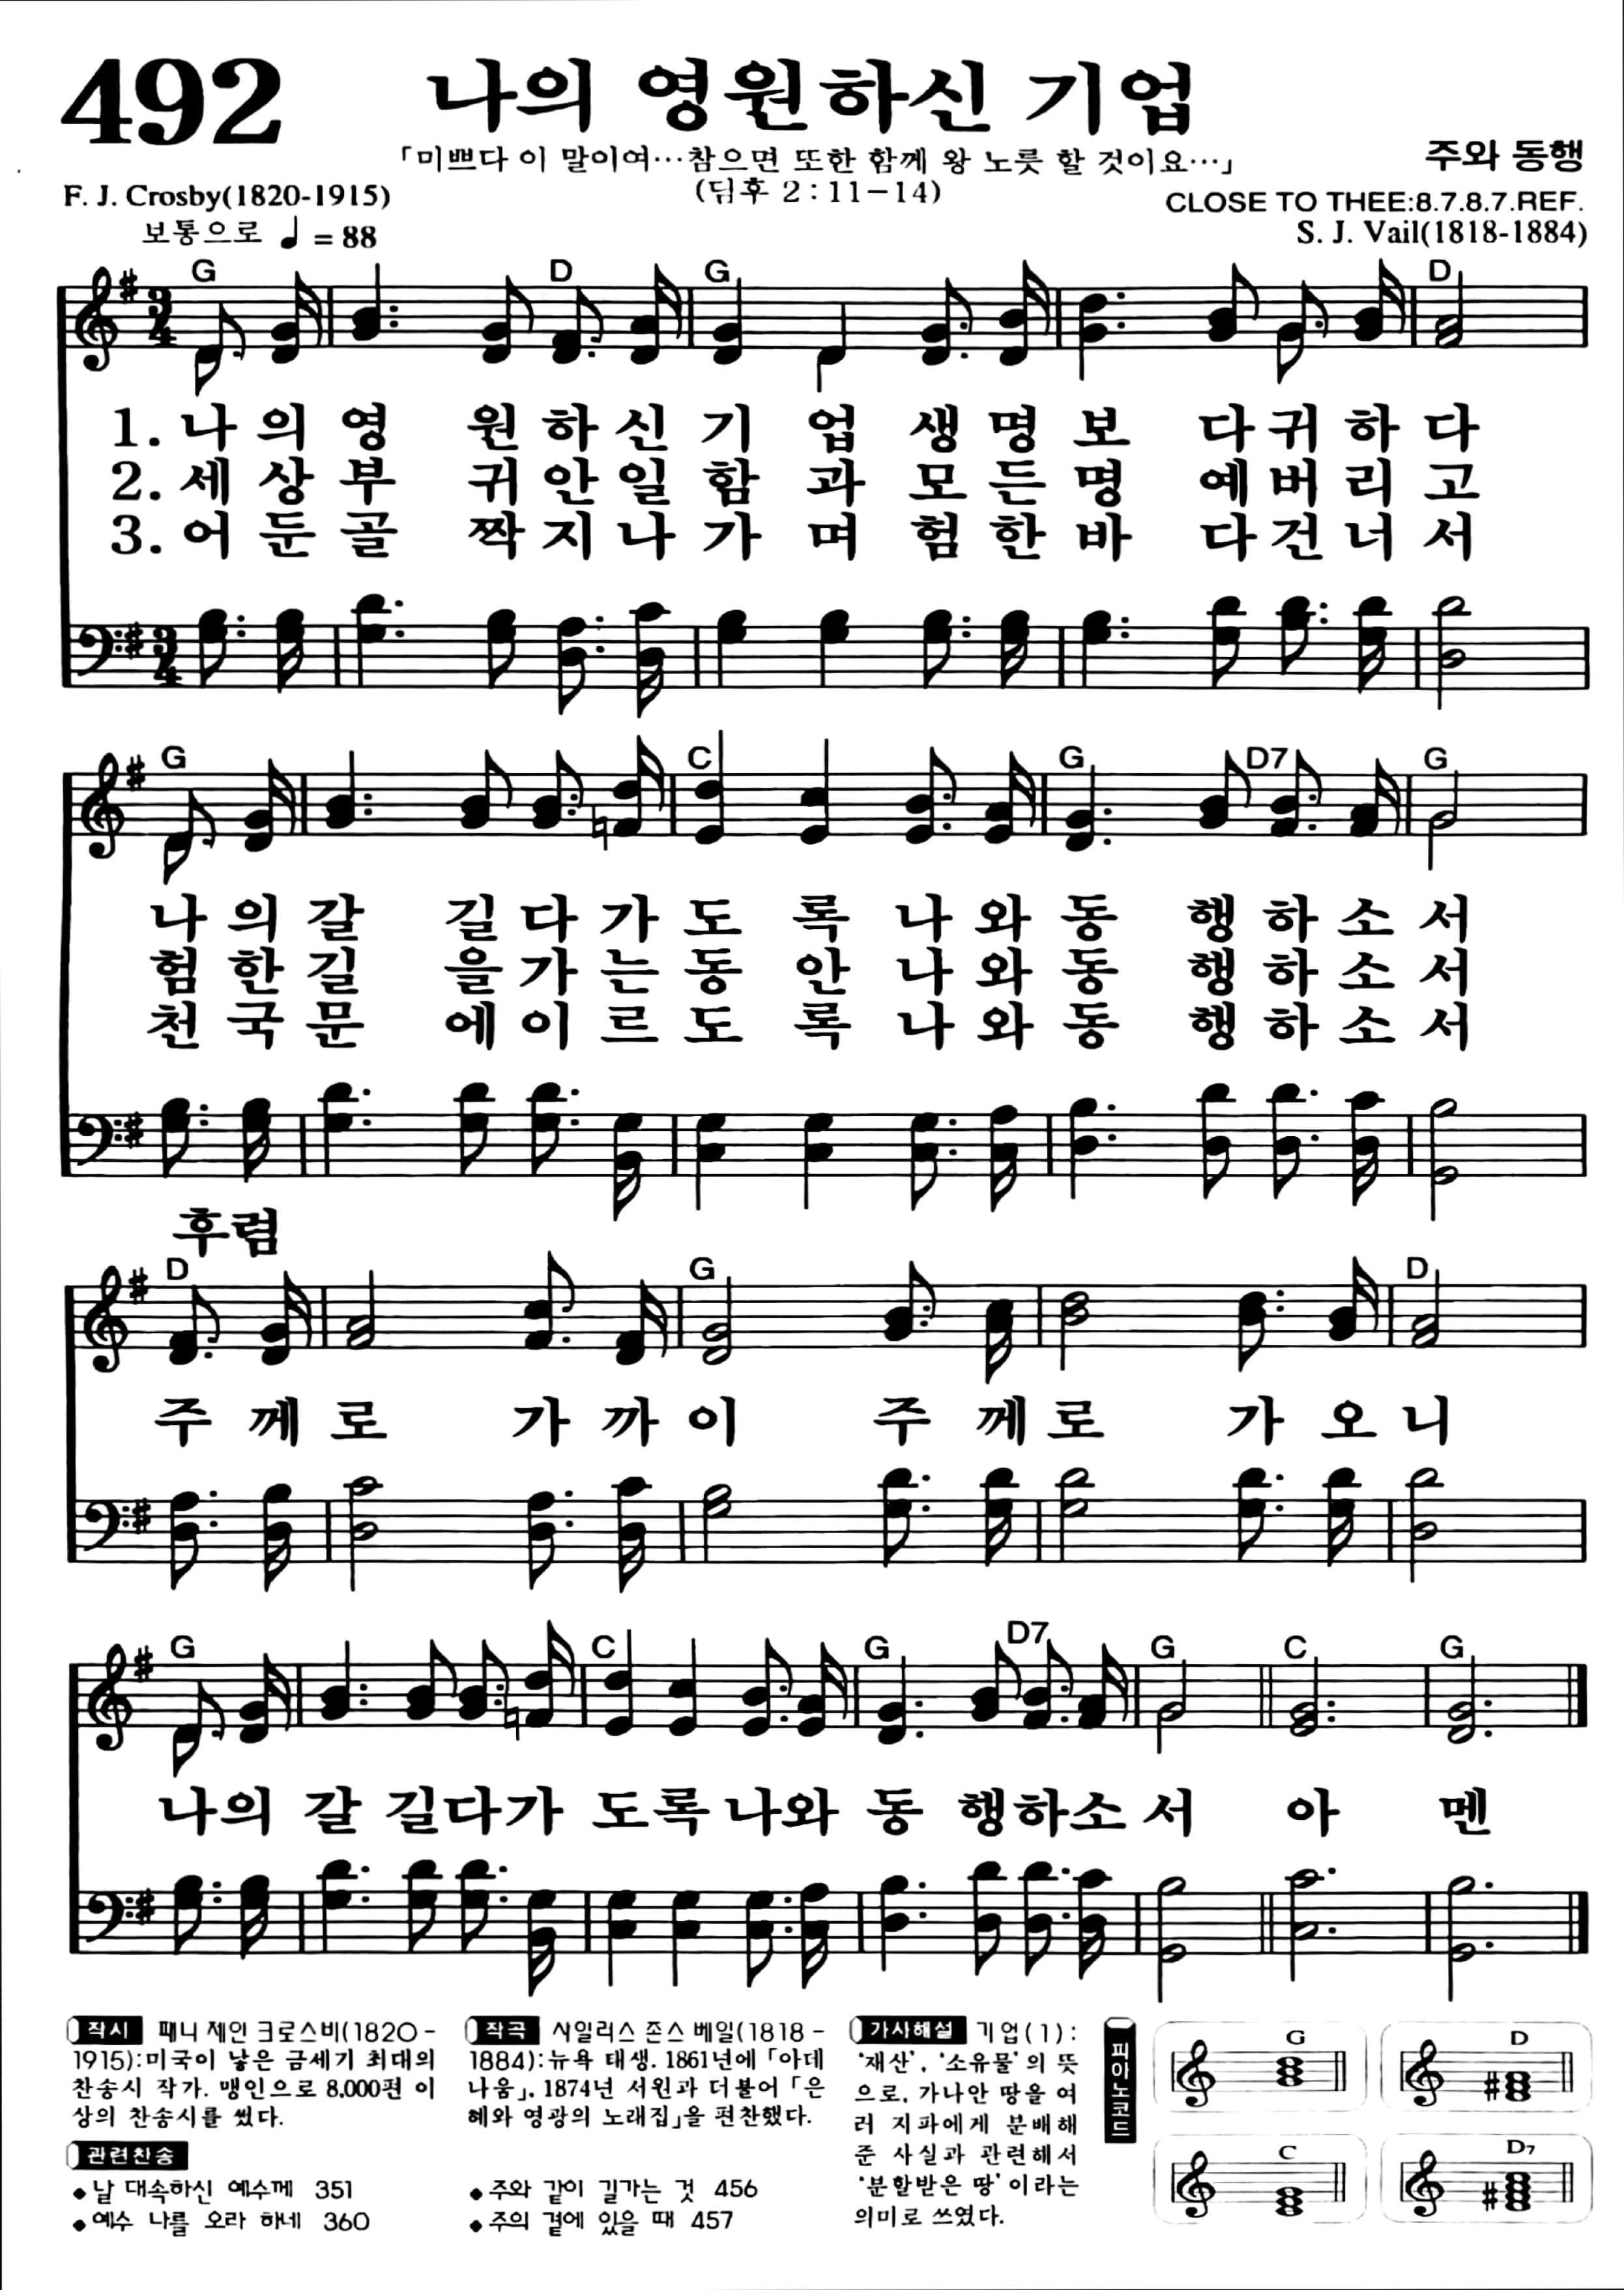 492
나의 영원하신 기업
「미쁘다 이 말이여…참으면 또한 함께 왕 노릇 할 것이요…」
(딤후 2:11-14)
주와 동행
F. J. Crosby(1820-1915)
CLOSE TO THEE:8.7.8.7.REF.
보통으로 ♩ = 88
S. J. Vail(1818-1884)
G D G D
1. 나 의 영 원 하 신 기 업 생 명 보 다 귀 하 다
2. 세 상 부 귀 안 일 함 과 모 든 명 예 버 리 고
3. 어 둔 골 짝 지 나 가 며 험 한 바 다 건 너 서
G C G D7 G
나 의 갈 길 다 가 도 록 나 와 동 행 하 소 서
험 한 길 을 가 는 동 안 나 와 동 행 하 소 서
천 국 문 에 이 르 도 록 나 와 동 행 하 소 서
후렴
D G D
주 께 로 가 까 이 주 께 로 가 오 니
G C G D7 G C G
나의 갈 길다가 도록 나와 동 행하소 서 아 멘
작시 패니 제인 크로스비(1820-
1915):미국이 낳은 금세기 최대의
찬송시 작가. 맹인으로 8,000편 이
상의 찬송시를 썼다.
작곡 사일러스 존스 베일(1818-
1884):뉴욕 태생. 1861년에 「아데
나움」, 1874년 서원과 더불어 「은
혜와 영광의 노래집」을 편찬했다.
가사해설 기업(1):
'재산', '소유물'의 뜻
으로, 가나안 땅을 여
러 지파에게 분배해
준 사실과 관련해서
'분할받은 땅'이라는
의미로 쓰였다.
관련찬송
●날 대속하신 예수께 351
●예수 나를 오라 하네 360
●주와 같이 길가는 것 456
●주의 곁에 있을 때 457
피아노코드
G D
C D7